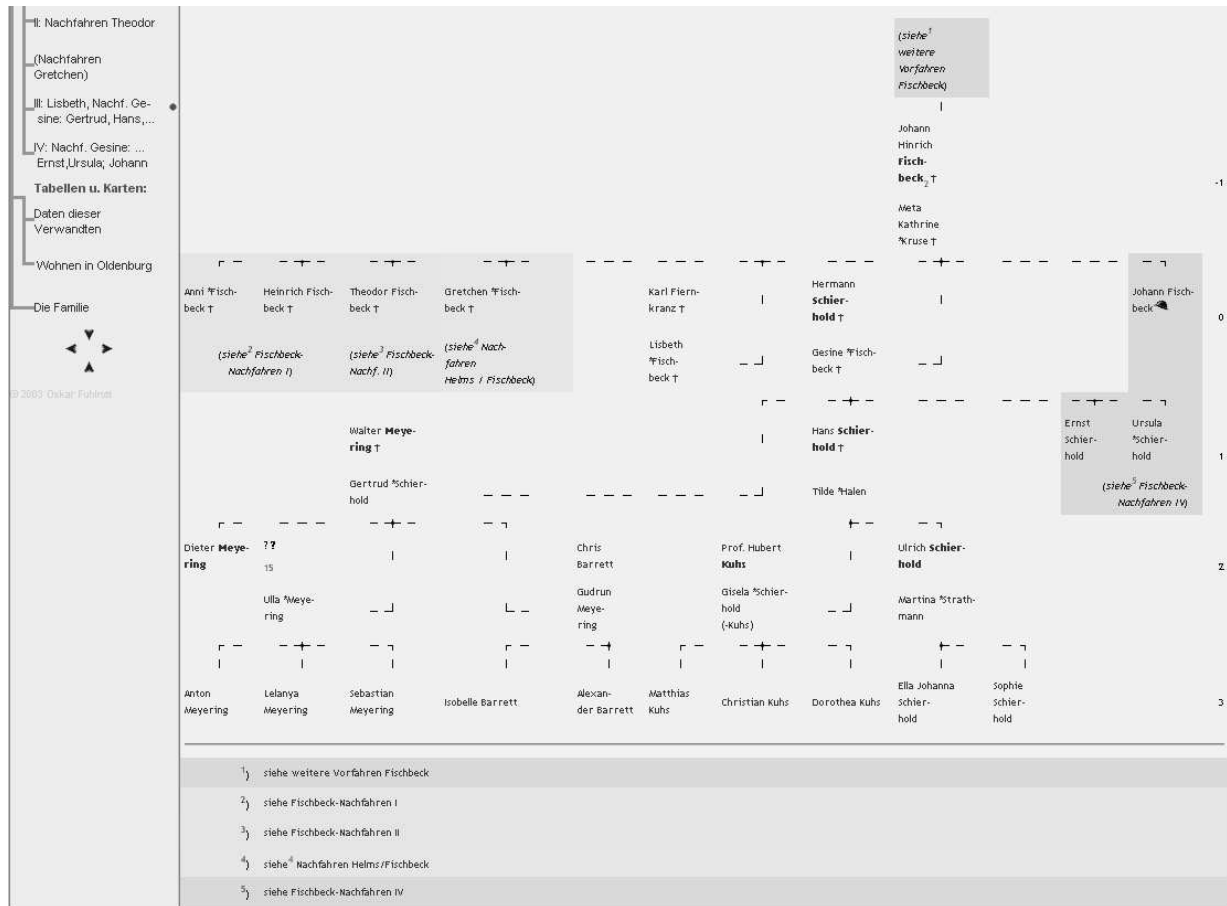 II: Nachfahren Theodor
(Nachfahren
Gretchen)
III: Lisbeth, Nachf. Ge-
sine: Gertrud, Hans,...
IV: Nachf. Gesine: ...
Ernst,Ursula; Johann
Tabellen u. Karten:
Daten dieser
Verwandten
Wohnen in Oldenburg
Die Familie
© 2003 Oskar Fuhlrott
(siehe¹
weitere
Vorfahren
Fischbeck)
Johann
Hinrich
Fisch-
beck₂ †
-1
Meta
Kathrine
*Kruse †
Anni *Fisch-
beck †
Heinrich Fisch-
beck †
Theodor Fisch-
beck †
Gretchen *Fisch-
beck †
Karl Fiern-
kranz †
Hermann
Schier-
hold †
Johann Fisch-
beck
0
(siehe² Fischbeck-
Nachfahren I)
(siehe³ Fischbeck-
Nachf. II)
(siehe⁴ Nach-
fahren
Helms / Fischbeck)
Lisbeth
*Fisch-
beck †
Gesine *Fisch-
beck †
Walter Meye-
ring †
Hans Schier-
hold †
Ernst
Schier-
hold
Ursula
*Schier-
hold
1
Gertrud *Schier-
hold
Tilde *Halen
(siehe⁵ Fischbeck-
Nachfahren IV)
Dieter Meye-
ring
??
15
Chris
Barrett
Prof. Hubert
Kuhs
Ulrich Schier-
hold
2
Ulla *Meye-
ring
Gudrun
Meye-
ring
Gisela *Schier-
hold
(-Kuhs)
Martina *Strath-
mann
Anton
Meyering
Lelanya
Meyering
Sebastian
Meyering
Isobelle Barrett
Alexan-
der Barrett
Matthias
Kuhs
Christian Kuhs
Dorothea Kuhs
Ella Johanna
Schier-
hold
Sophie
Schier-
hold
3
¹) siehe weitere Vorfahren Fischbeck
²) siehe Fischbeck-Nachfahren I
³) siehe Fischbeck-Nachfahren II
⁴) siehe⁴ Nachfahren Helms/Fischbeck
⁵) siehe Fischbeck-Nachfahren IV